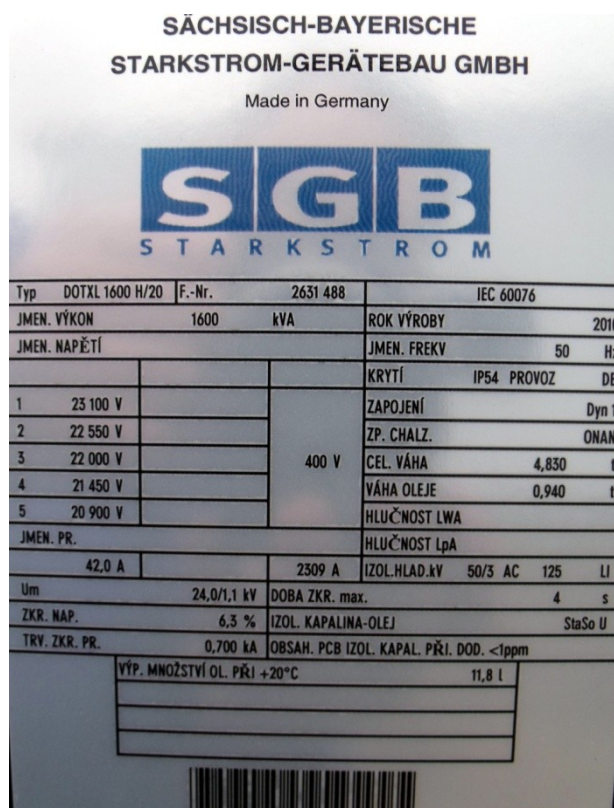 SÄCHSISCH-BAYERISCHE
STARKSTROM-GERÄTEBAU GMBH
Made in Germany
SGB
STARKSTROM
Typ DOTXL 1600 H/20 F.-Nr. 2631 488 IEC 60076
JMEN. VÝKON 1600 kVA ROK VÝROBY
JMEN. NAPĚTÍ JMEN. FREKV 50
KRYTÍ IP54 PROVOZ
1 23 100 V ZAPOJENÍ Dyn
2 22 550 V ZP. CHALZ. ONAN
3 22 000 V 400 V CEL. VÁHA 4,830 t
4 21 450 V VÁHA OLEJE 0,940 t
5 20 900 V HLUČNOST LWA
JMEN. PR. HLUČNOST LpA
42,0 A 2309 A IZOL.HLAD.kV 50/3 AC 125 LI
Um 24,0/1,1 kV DOBA ZKR. max. 4 s
ZKR. NAP. 6,3 % IZOL. KAPALINA-OLEJ StaSo U
TRV. ZKR. PR. 0,700 kA OBSAH. PCB IZOL. KAPAL. PŘI. DOD. <1ppm
VÝP. MNOŽSTVÍ OL. PŘI +20°C 11,8 l